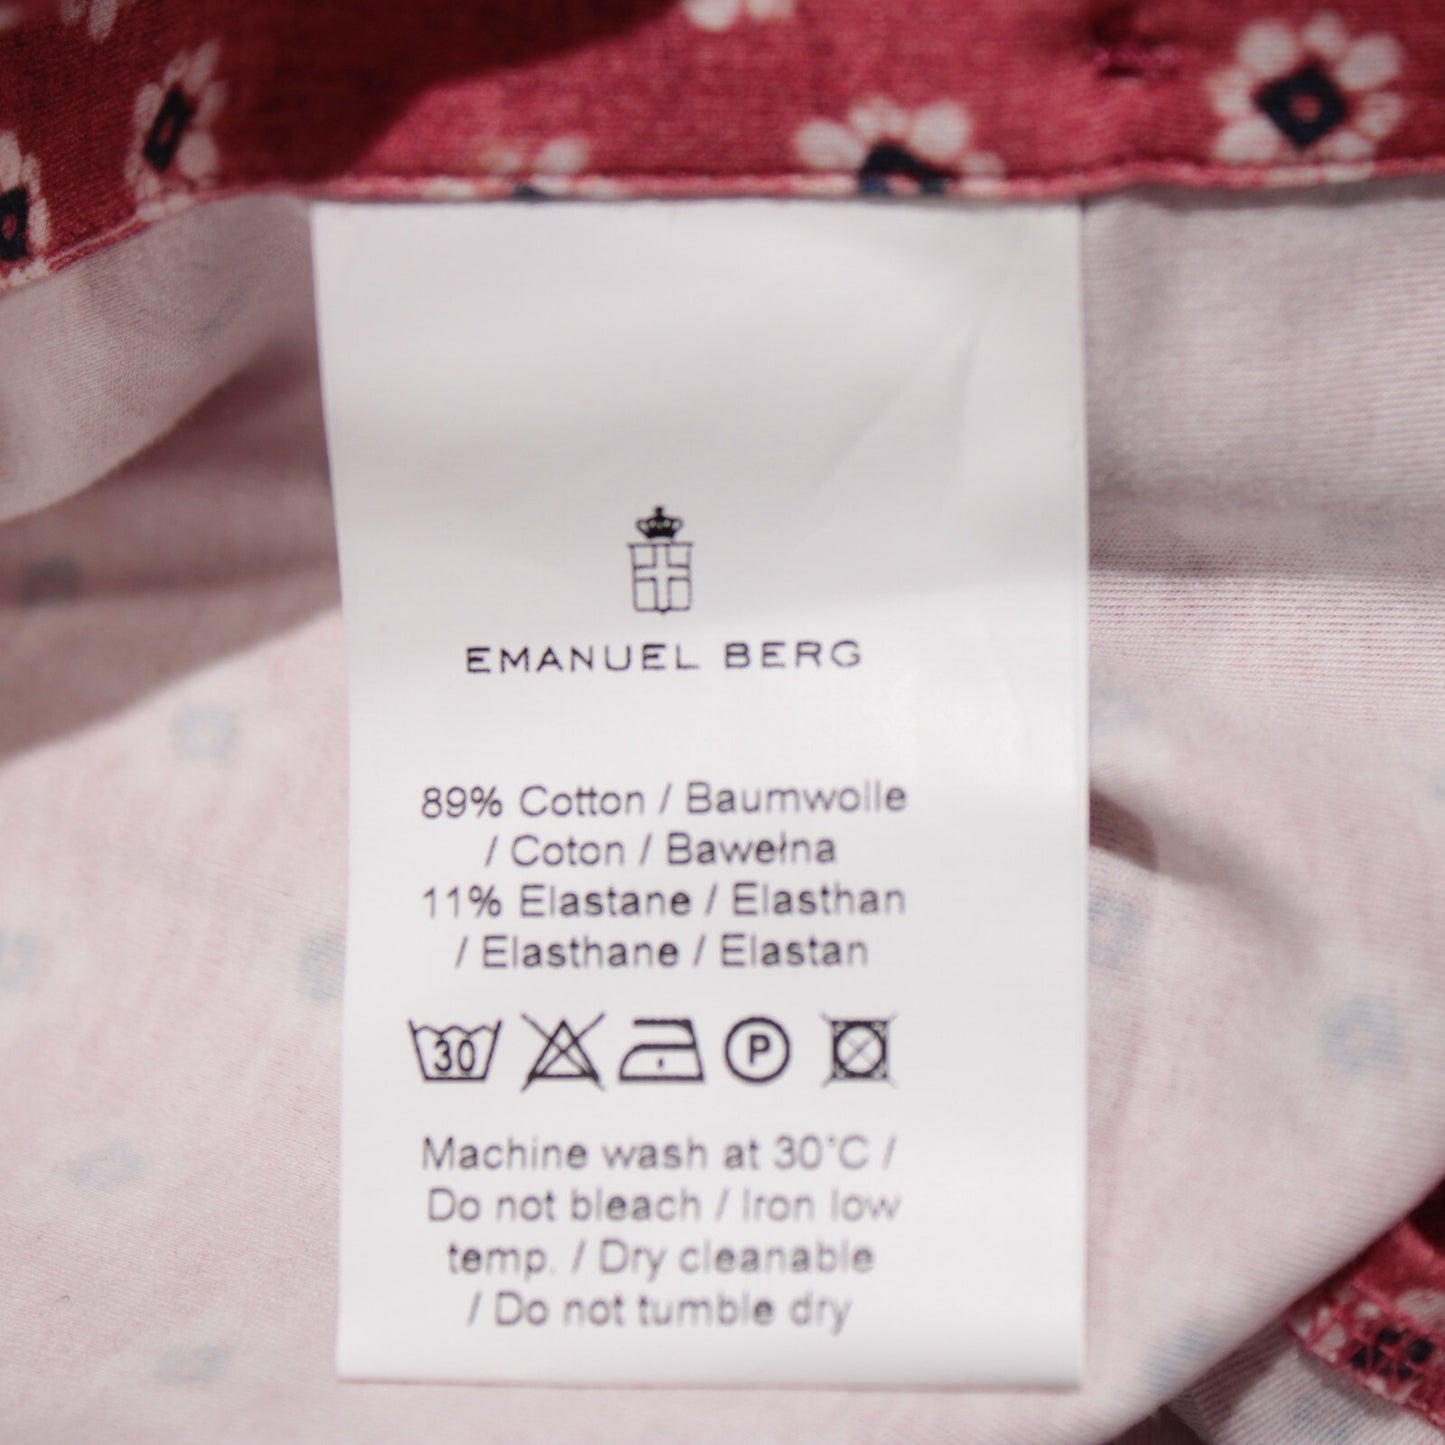 EMANUEL BERG
89% Cotton / Baumwolle
/ Coton / Bawełna
11% Elastane / Elasthan
/ Elasthane / Elastan
30 P
Machine wash at 30°C /
Do not bleach / Iron low
temp. / Dry cleanable
/ Do not tumble dry